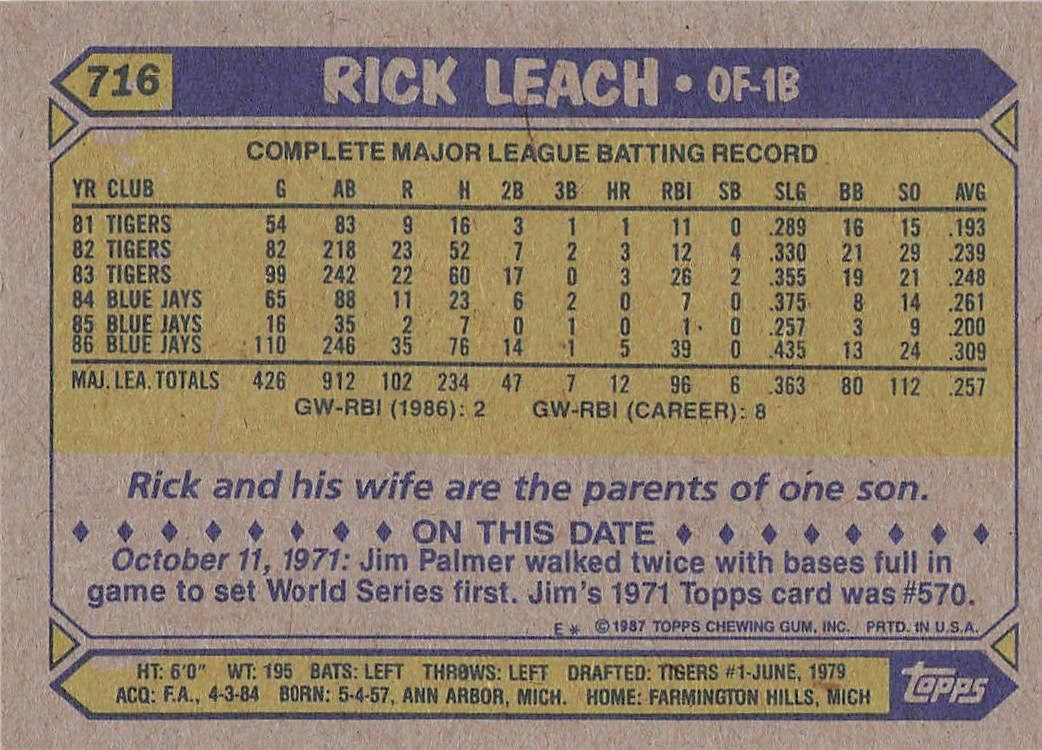 716 RICK LEACH • OF-1B
COMPLETE MAJOR LEAGUE BATTING RECORD
YR CLUB G AB R H 2B 3B HR RBI SB SLG BB SO AVG
81 TIGERS 54 83 9 16 3 1 1 11 0 .289 16 15 .193
82 TIGERS 82 218 23 52 7 2 3 12 4 .330 21 29 .239
83 TIGERS 99 242 22 60 17 0 3 26 2 .355 19 21 .248
84 BLUE JAYS 65 88 11 23 6 2 0 7 0 .375 8 14 .261
85 BLUE JAYS 16 35 2 7 0 1 0 1 0 .257 3 9 .200
86 BLUE JAYS 110 246 35 76 14 1 5 39 0 .435 13 24 .309
MAJ. LEA. TOTALS 426 912 102 234 47 7 12 96 6 .363 80 112 .257
GW-RBI (1986): 2 GW-RBI (CAREER): 8
Rick and his wife are the parents of one son.
ON THIS DATE
October 11, 1971: Jim Palmer walked twice with bases full in
game to set World Series first. Jim's 1971 Topps card was #570.
E* ©1987 TOPPS CHEWING GUM, INC. PRTD. IN U.S.A.
HT: 6'0" WT: 195 BATS: LEFT THROWS: LEFT DRAFTED: TIGERS #1-JUNE, 1979
ACQ: F.A., 4-3-84 BORN: 5-4-57, ANN ARBOR, MICH. HOME: FARMINGTON HILLS, MICH
Topps